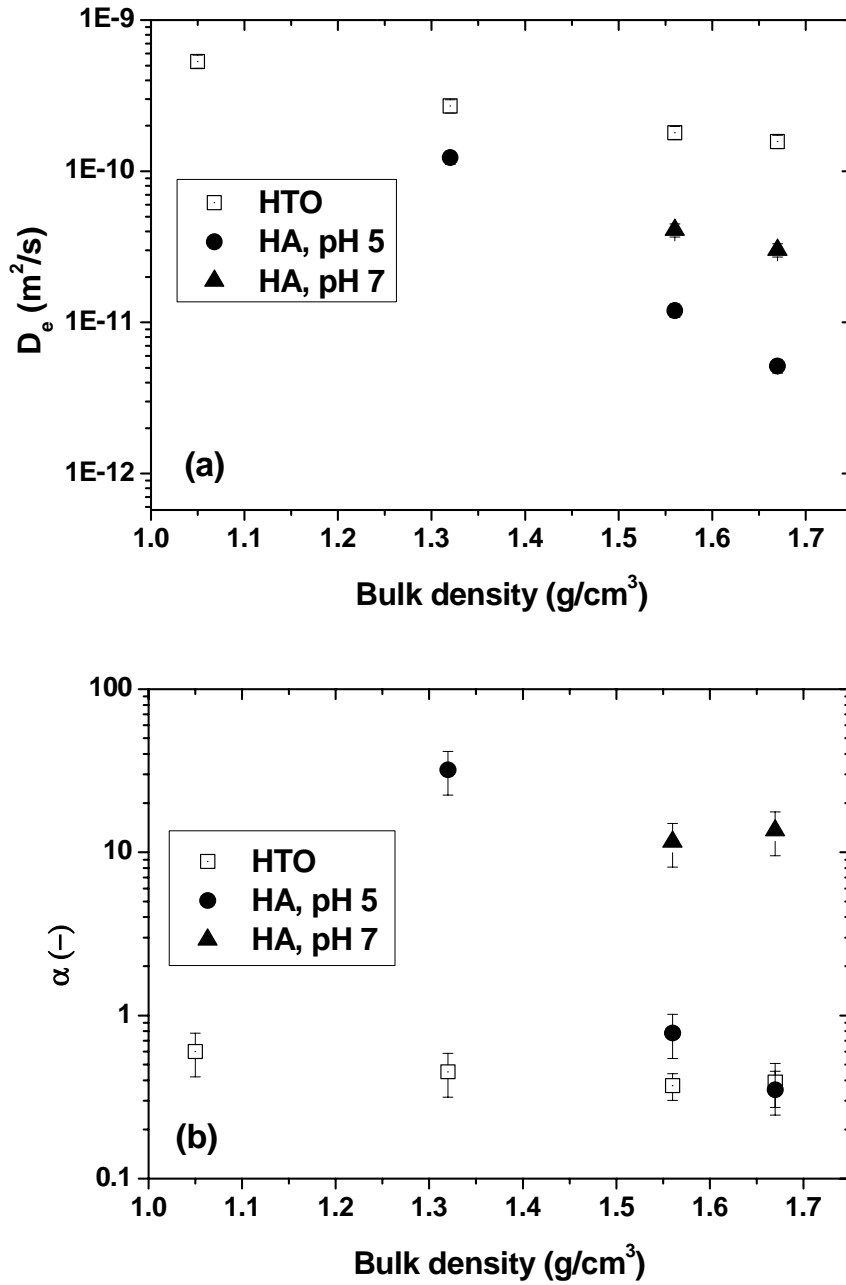 1E-9
1E-10
1E-11
1E-12
D_e (m²/s)
HTO
HA, pH 5
HA, pH 7
(a)
1.0 1.1 1.2 1.3 1.4 1.5 1.6 1.7
Bulk density (g/cm³)
100
10
1
0.1
α (−)
HTO
HA, pH 5
HA, pH 7
(b)
1.0 1.1 1.2 1.3 1.4 1.5 1.6 1.7
Bulk density (g/cm³)